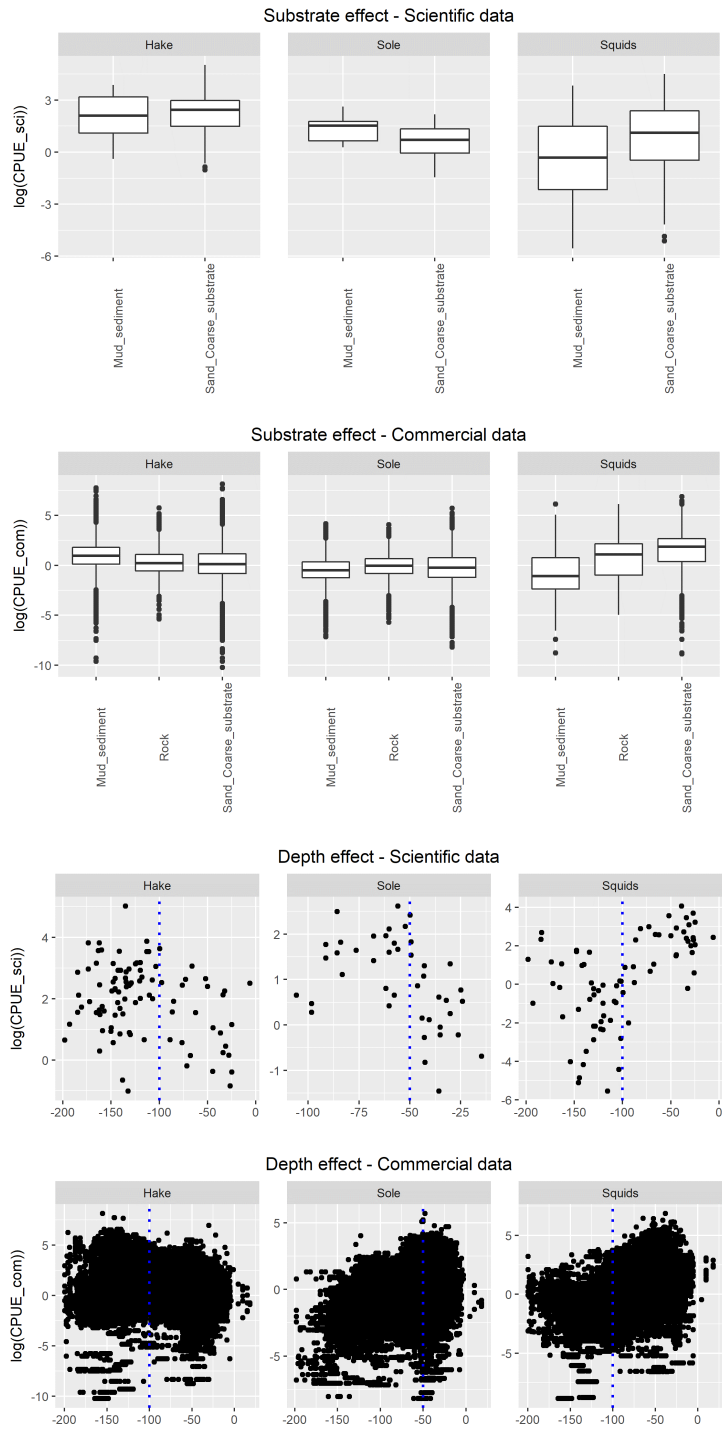 Substrate effect - Scientific data
Hake Sole Squids
log(CPUE_sci))
3
0
-3
-6
Mud_sediment Sand_Coarse_substrate Mud_sediment Sand_Coarse_substrate Mud_sediment Sand_Coarse_substrate
Substrate effect - Commercial data
Hake Sole Squids
log(CPUE_com))
5
0
-5
-10
Mud_sediment Rock Sand_Coarse_substrate Mud_sediment Rock Sand_Coarse_substrate Mud_sediment Rock Sand_Coarse_substrate
Depth effect - Scientific data
Hake Sole Squids
log(CPUE_sci))
4
2
0
-200 -150 -100 -50 0
2
1
0
-1
-100 -75 -50 -25
4
2
0
-2
-4
-6
-200 -150 -100 -50 0
Depth effect - Commercial data
Hake Sole Squids
log(CPUE_com))
5
0
-5
-10
-200 -150 -100 -50 0
5
0
-5
-200 -150 -100 -50 0
5
0
-5
-200 -150 -100 -50 0